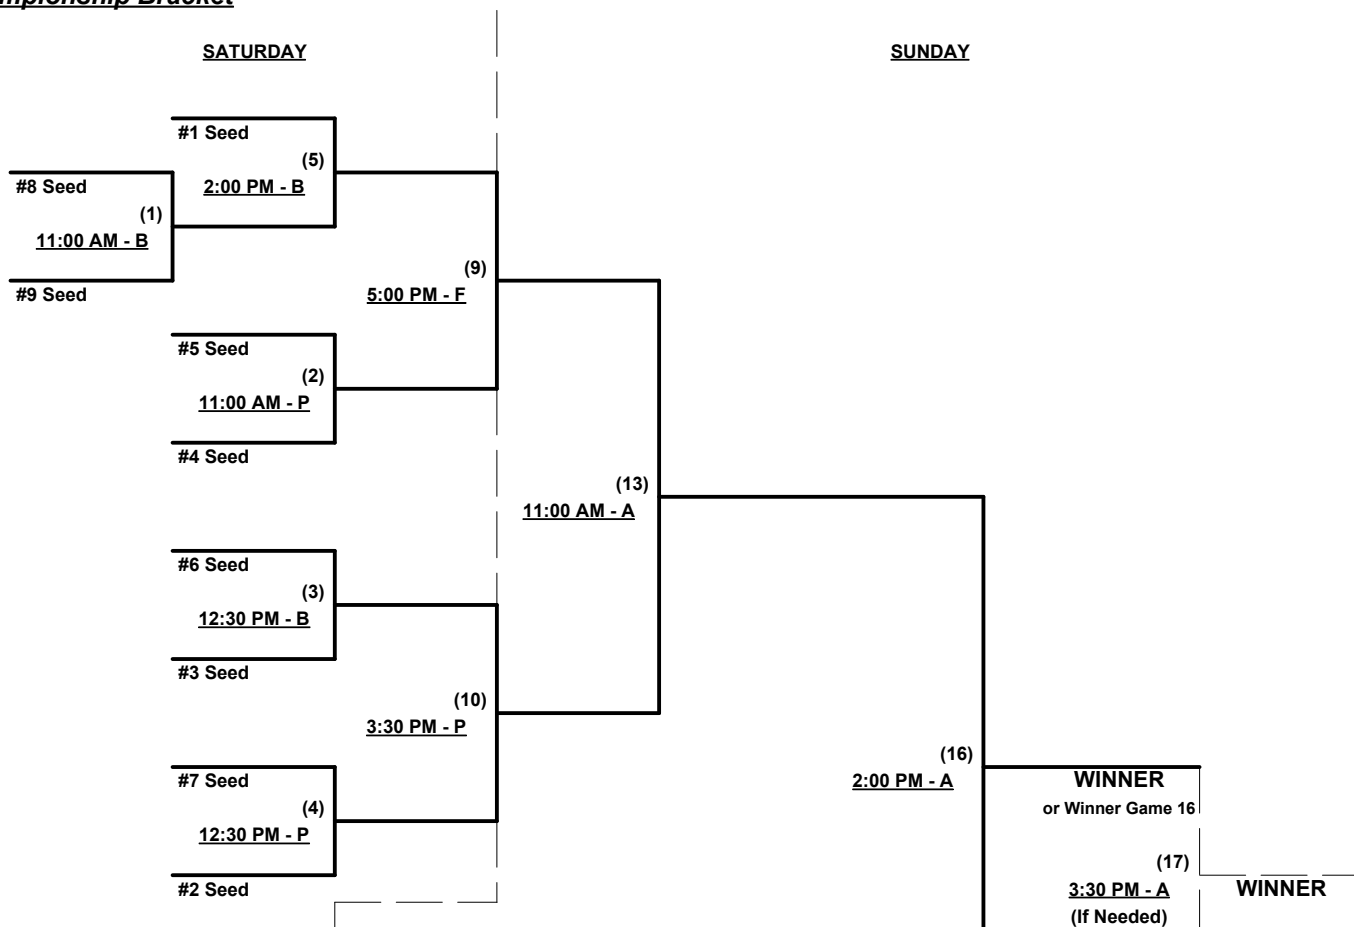 Bracket
SATURDAY
SUNDAY
#1 Seed
(5)
2:00 PM - B
#8 Seed
(1)
11:00 AM - B
#9 Seed
(9)
5:00 PM - F
#5 Seed
(2)
11:00 AM - P
#4 Seed
(13)
11:00 AM - A
#6 Seed
(3)
12:30 PM - B
#3 Seed
(10)
3:30 PM - P
#7 Seed
(4)
12:30 PM - P
#2 Seed
(16)
2:00 PM - A
WINNER
or Winner Game 16
(17)
3:30 PM - A
(If Needed)
WINNER